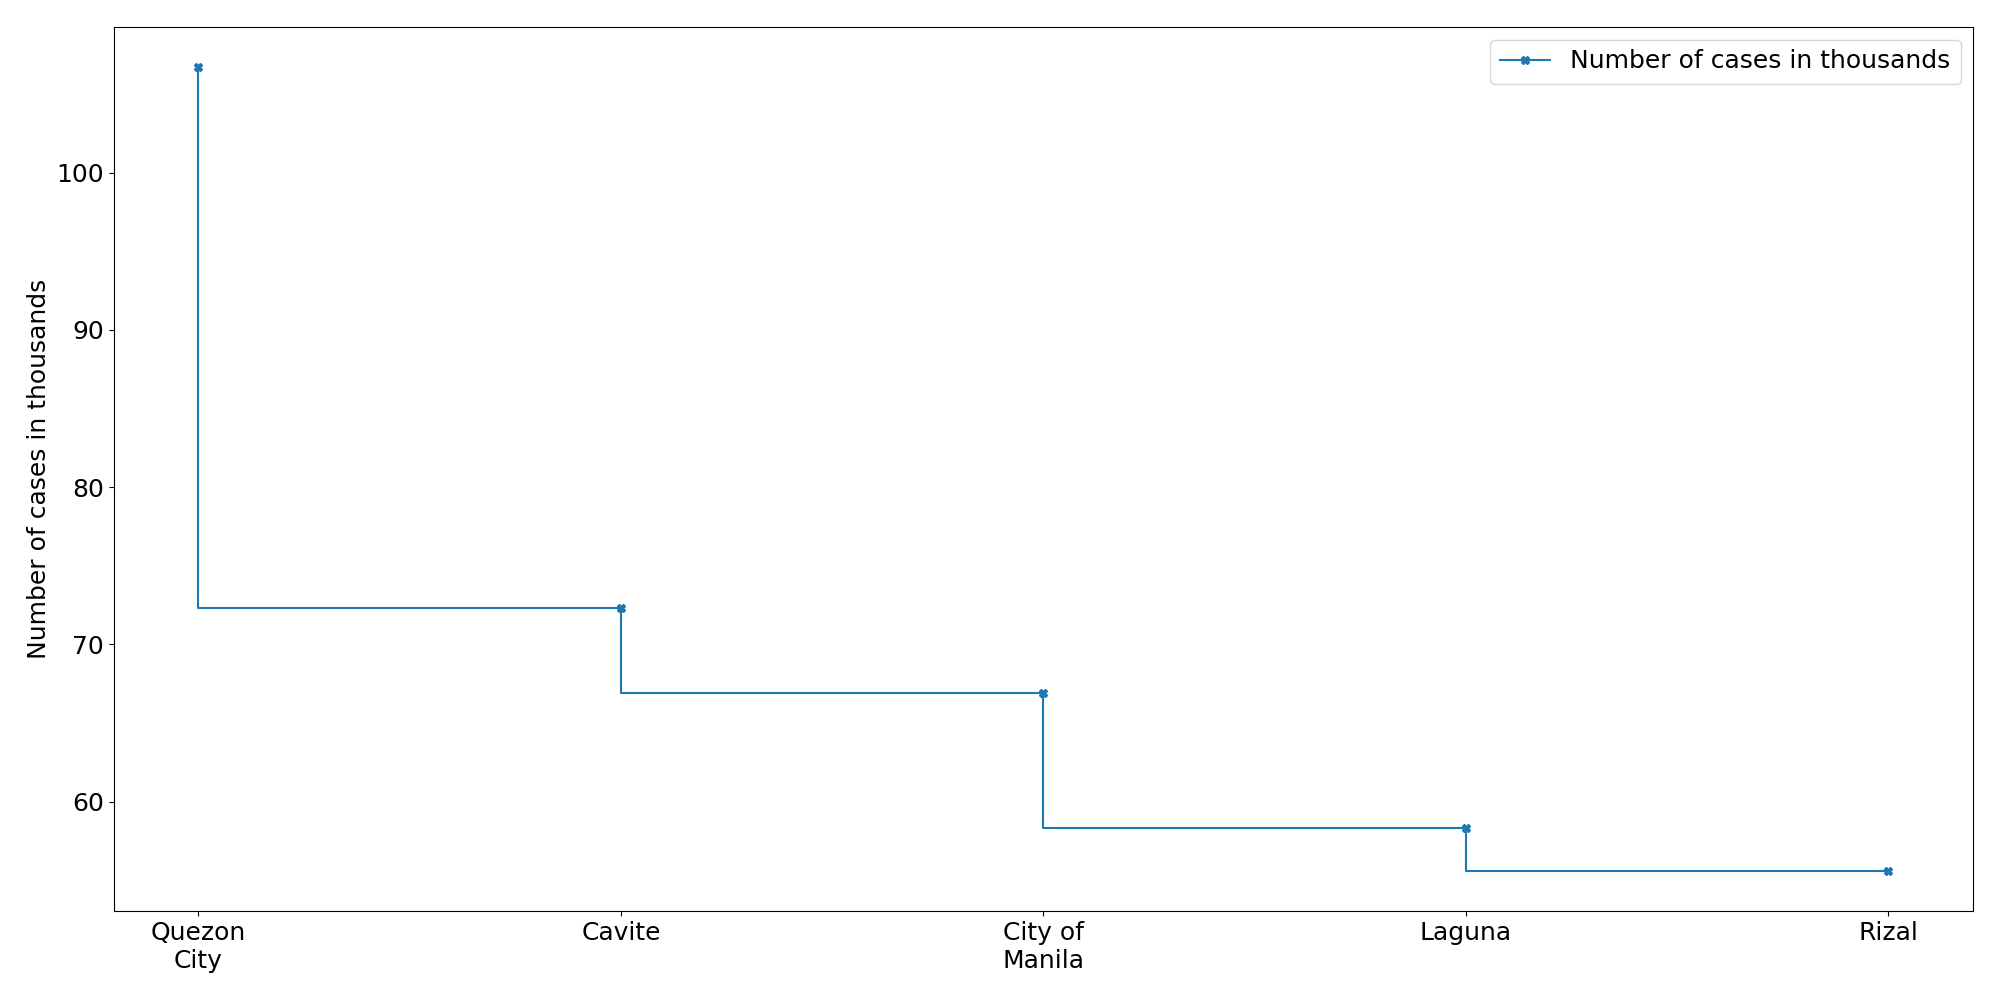 Number of cases in thousands
Number of cases in thousands
100
90
80
70
60
Quezon
City
Cavite
City of
Manila
Laguna
Rizal